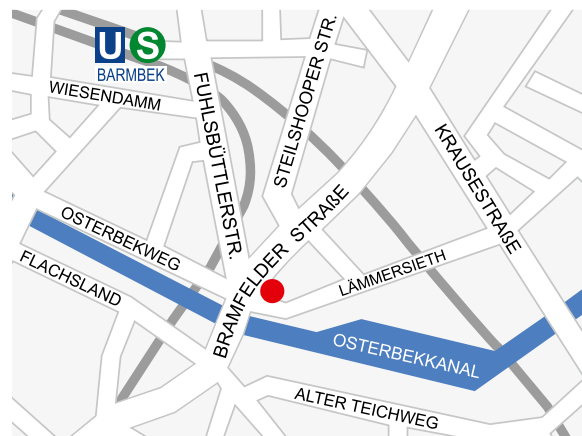 U S
BARMBEK
WIESENDAMM
FUHLSBÜTTLERSTR.
STEILSHOOPER STR.
KRAUSESTRAßE
BRAMFELDER STRAßE
OSTERBEKWEG
FLACHSLAND
LÄMMERSIETH
OSTERBEKKANAL
ALTER TEICHWEG